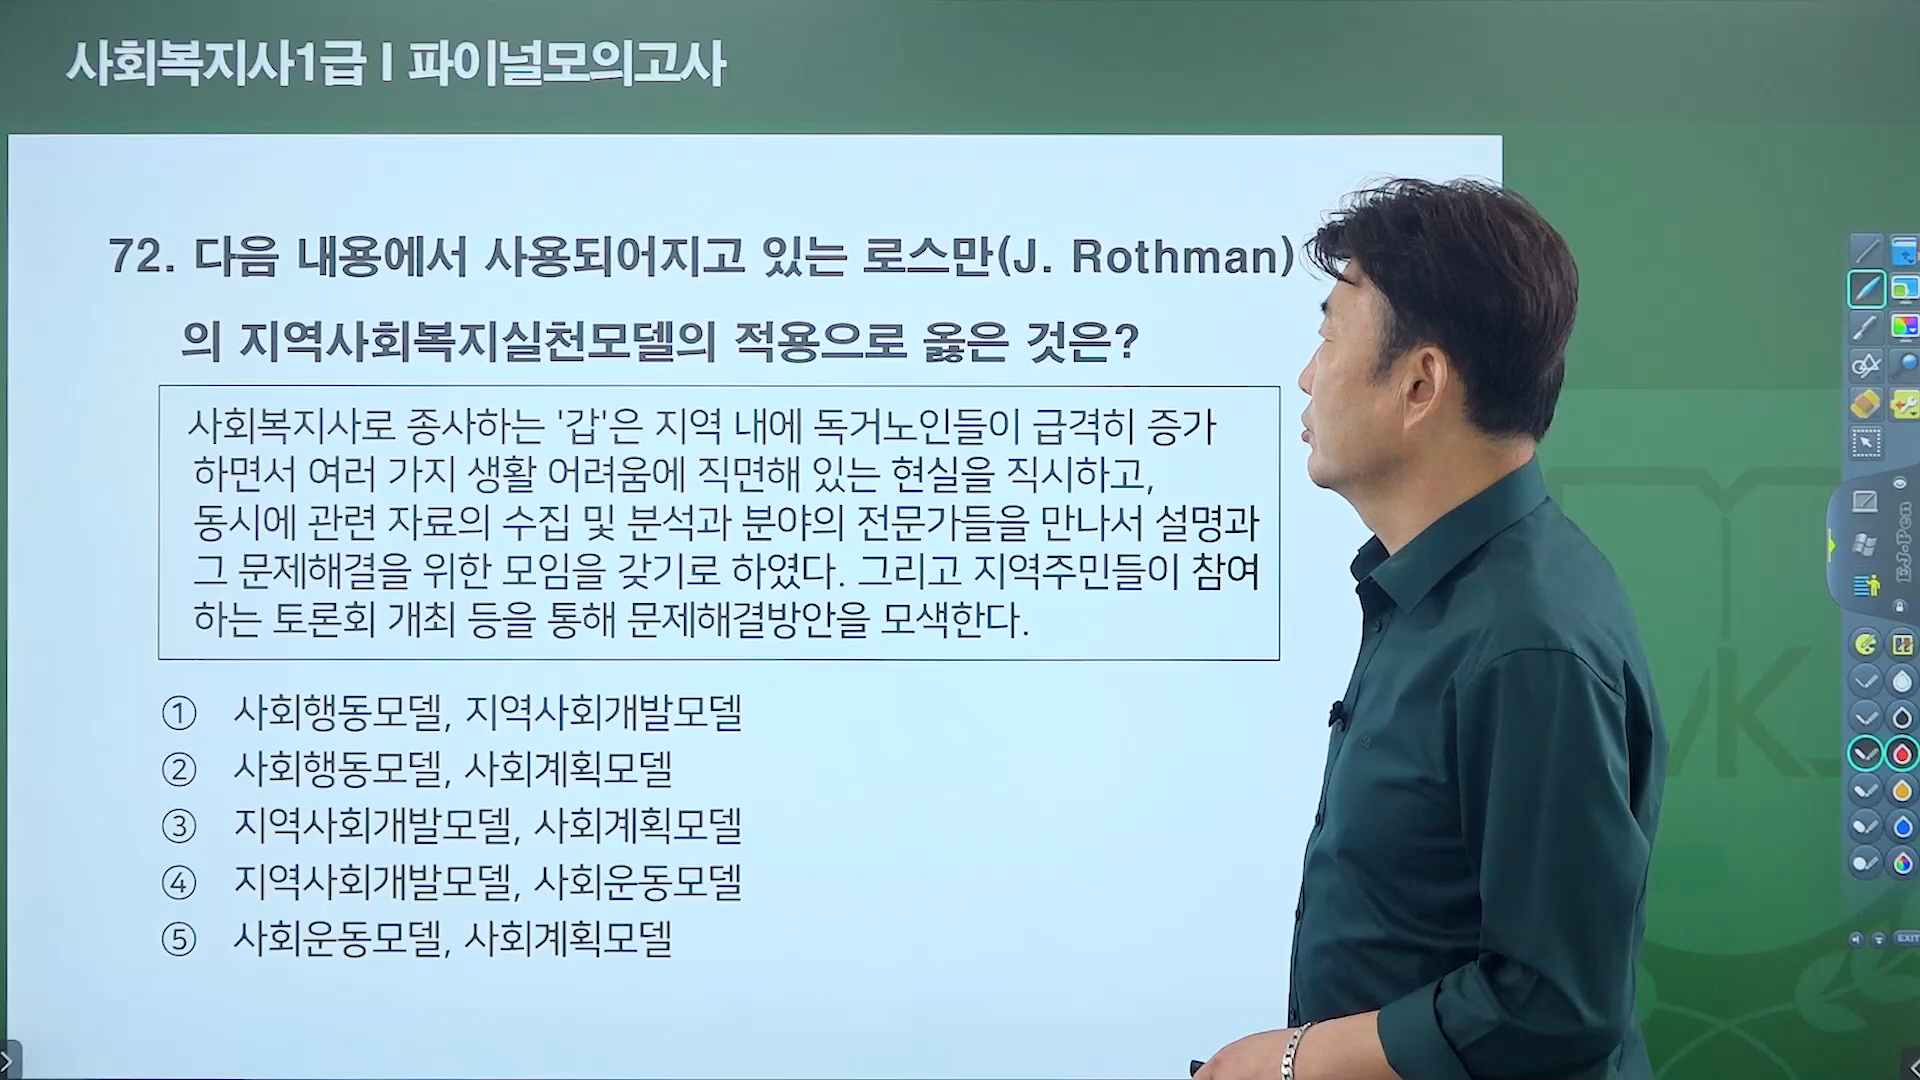 사회복지사1급 | 파이널모의고사
72. 다음 내용에서 사용되어지고 있는 로스만(J. Rothman)
의 지역사회복지실천모델의 적용으로 옳은 것은?
사회복지사로 종사하는 '갑'은 지역 내에 독거노인들이 급격히 증가
하면서 여러 가지 생활 어려움에 직면해 있는 현실을 직시하고,
동시에 관련 자료의 수집 및 분석과 분야의 전문가들을 만나서 설명과
그 문제해결을 위한 모임을 갖기로 하였다. 그리고 지역주민들이 참여
하는 토론회 개최 등을 통해 문제해결방안을 모색한다.
① 사회행동모델, 지역사회개발모델
② 사회행동모델, 사회계획모델
③ 지역사회개발모델, 사회계획모델
④ 지역사회개발모델, 사회운동모델
⑤ 사회운동모델, 사회계획모델
EJ-Pen
EXIT